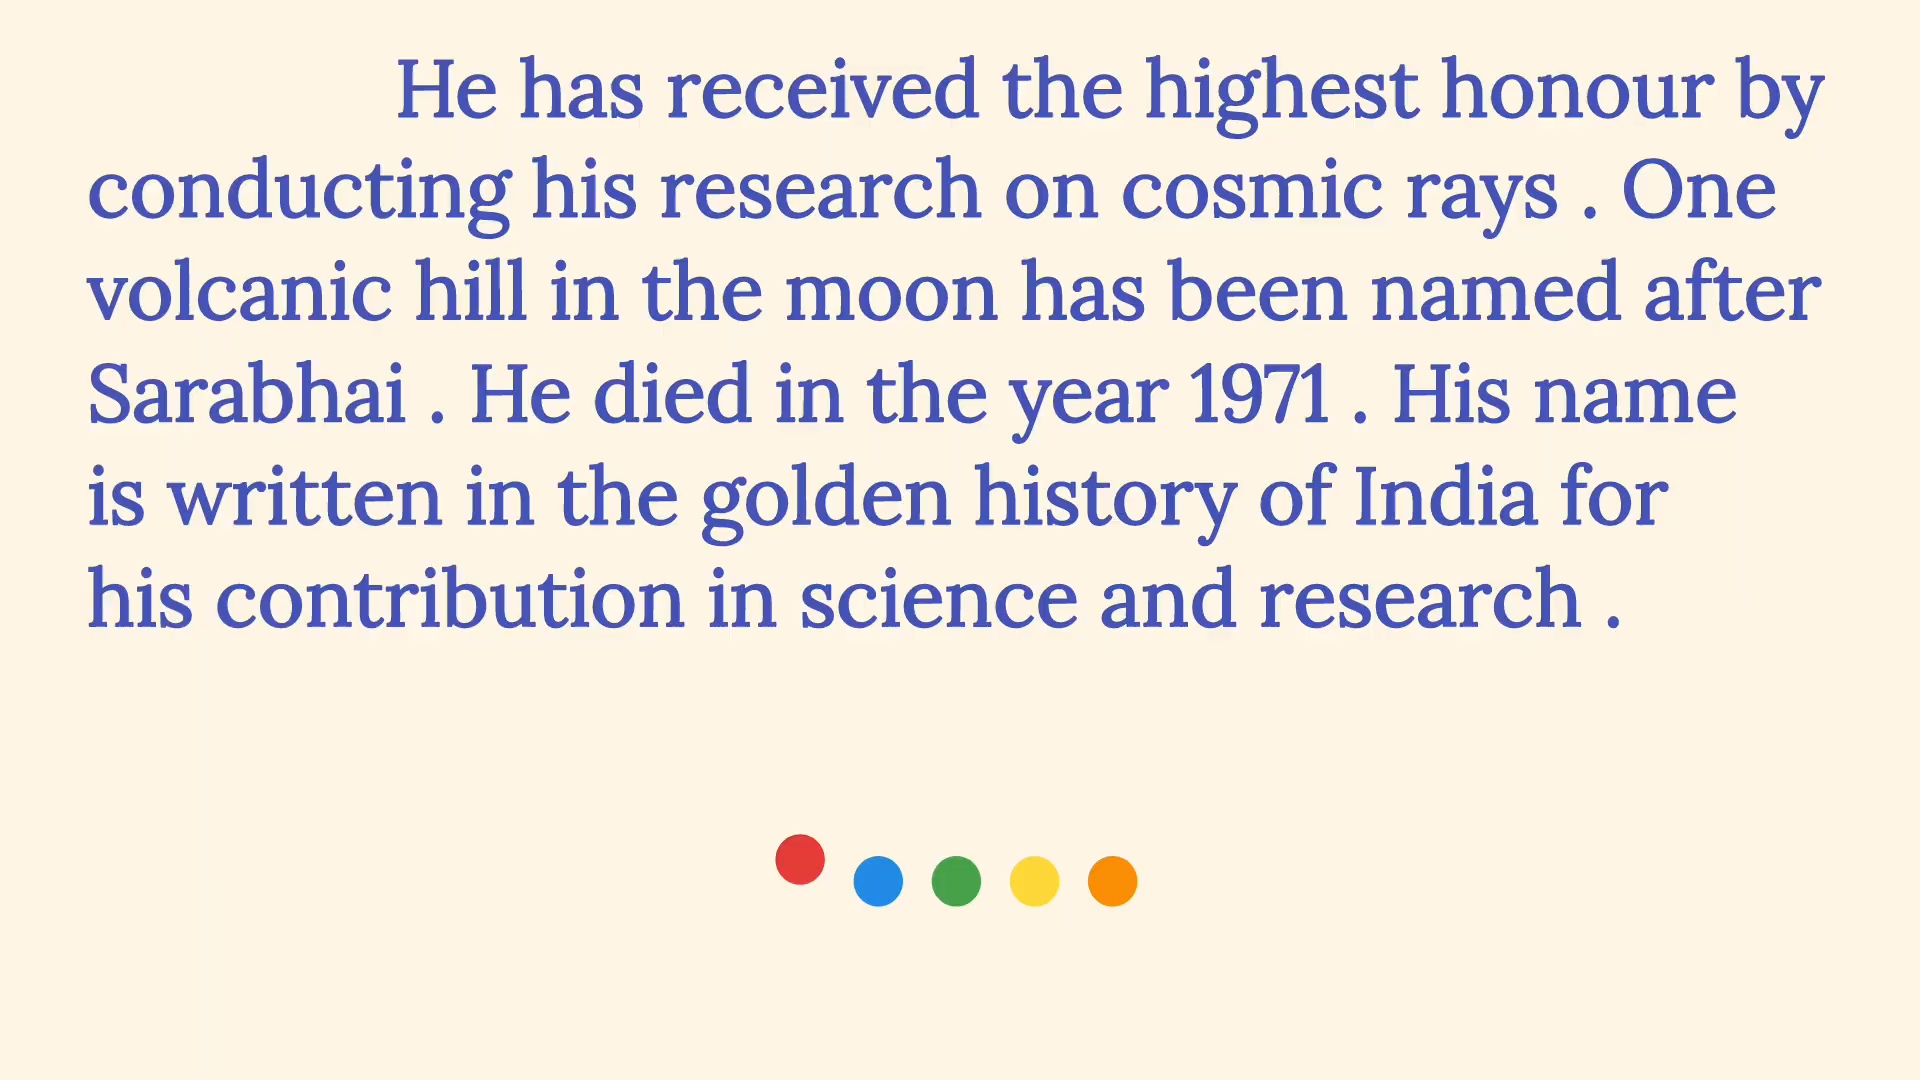 He has received the highest honour by
conducting his research on cosmic rays . One
volcanic hill in the moon has been named after
Sarabhai . He died in the year 1971 . His name
is written in the golden history of India for
his contribution in science and research .